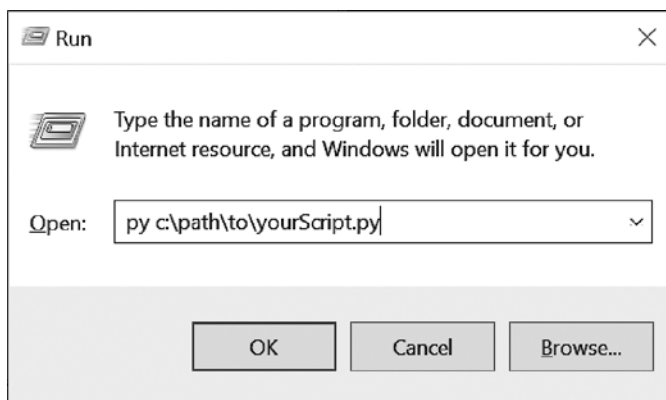 Run
Type the name of a program, folder, document, or
Internet resource, and Windows will open it for you.
Open: py c:\path\to\yourScript.py
OK Cancel Browse...